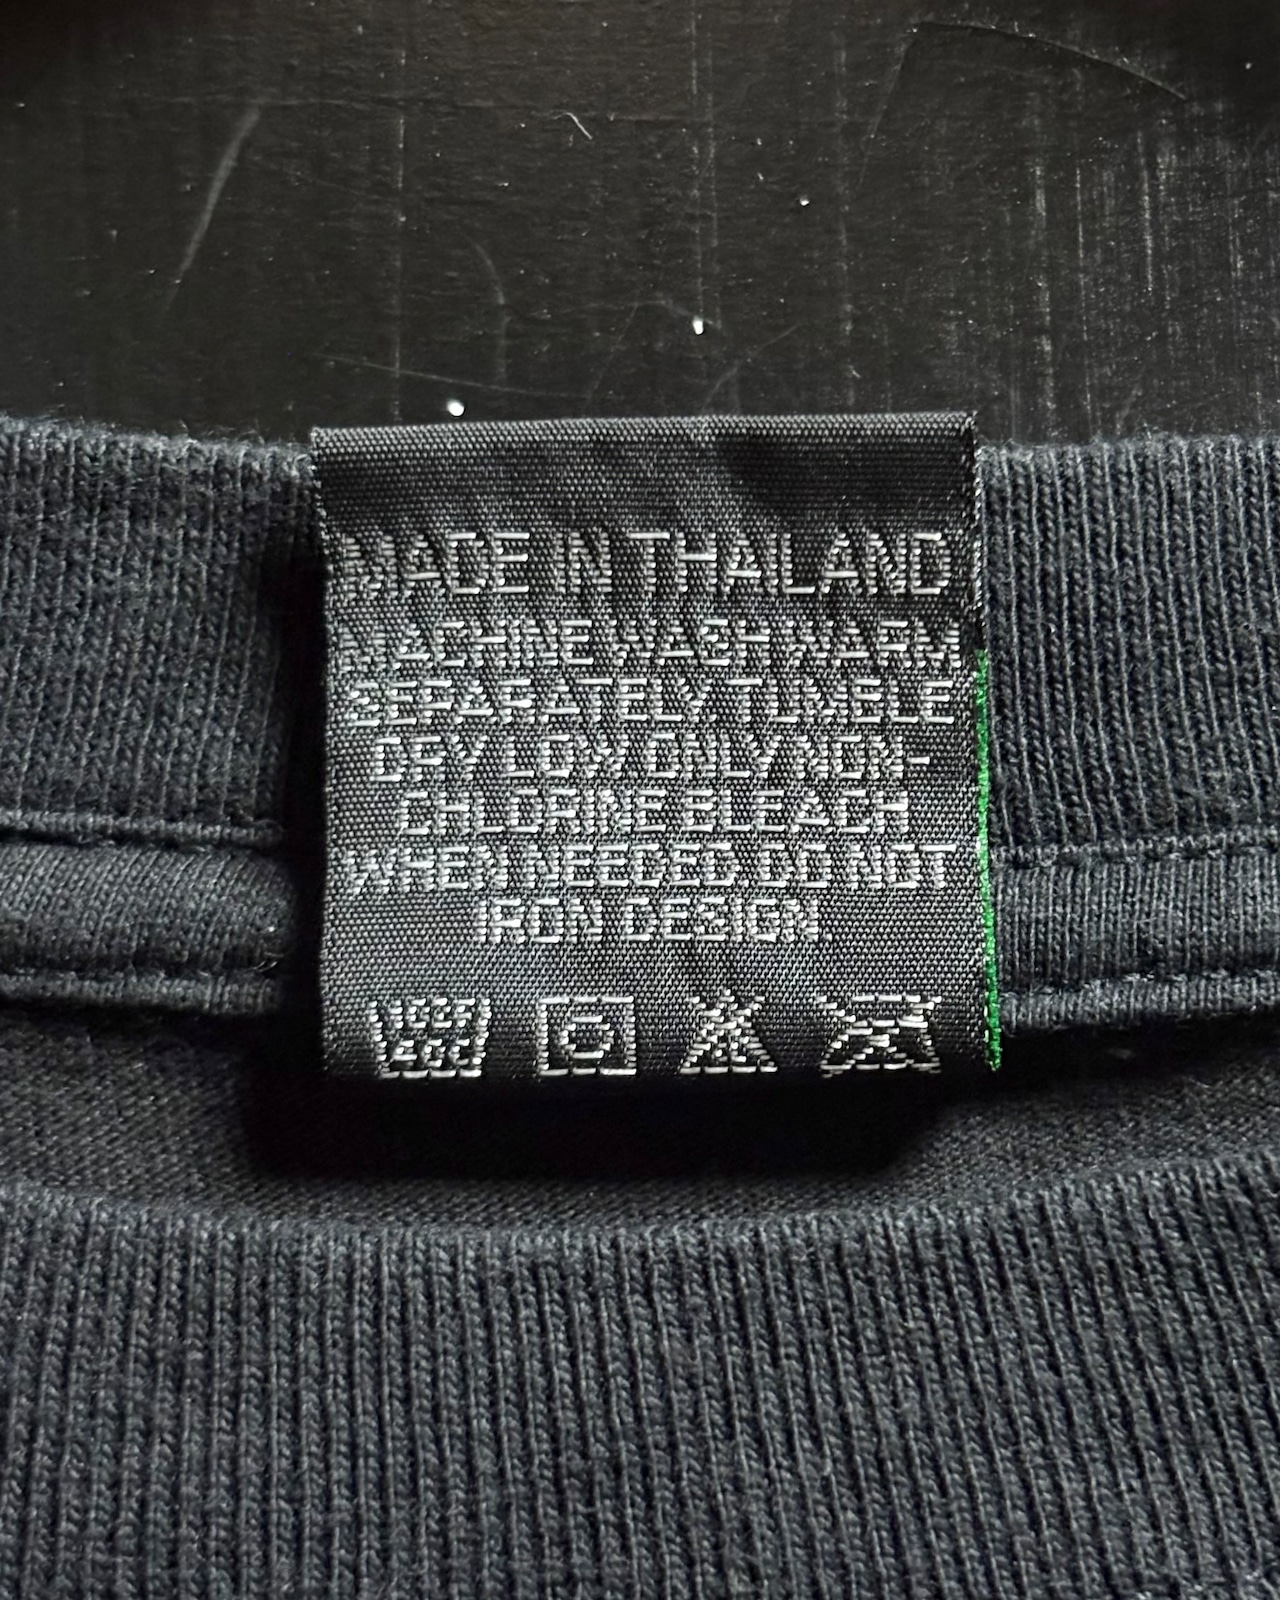 MADE IN THAILAND
MACHINE WASH WARM
SEPARATELY TUMBLE
DRY LOW ONLY NON-
CHLORINE BLEACH
WHEN NEEDED DO NOT
IRON DESIGN